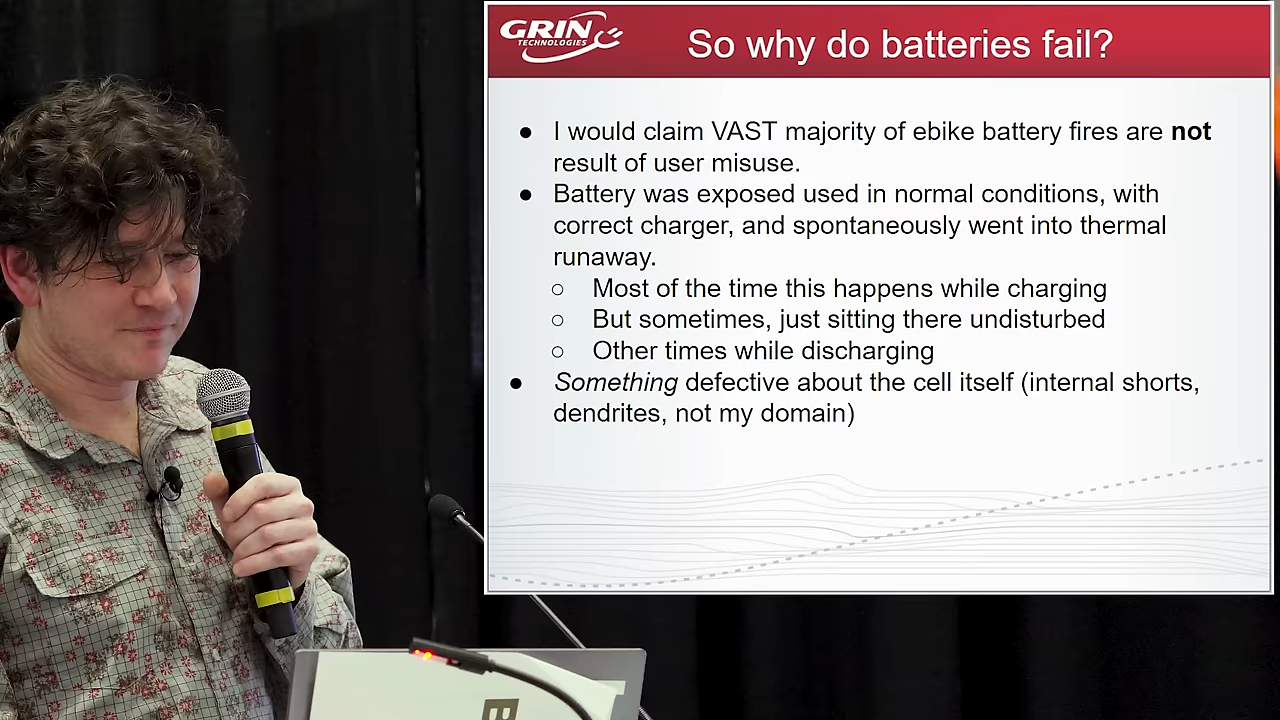 GRIN
TECHNOLOGIES
So why do batteries fail?
● I would claim VAST majority of ebike battery fires are not
result of user misuse.
● Battery was exposed used in normal conditions, with
correct charger, and spontaneously went into thermal
runaway.
○ Most of the time this happens while charging
○ But sometimes, just sitting there undisturbed
○ Other times while discharging
● Something defective about the cell itself (internal shorts,
dendrites, not my domain)